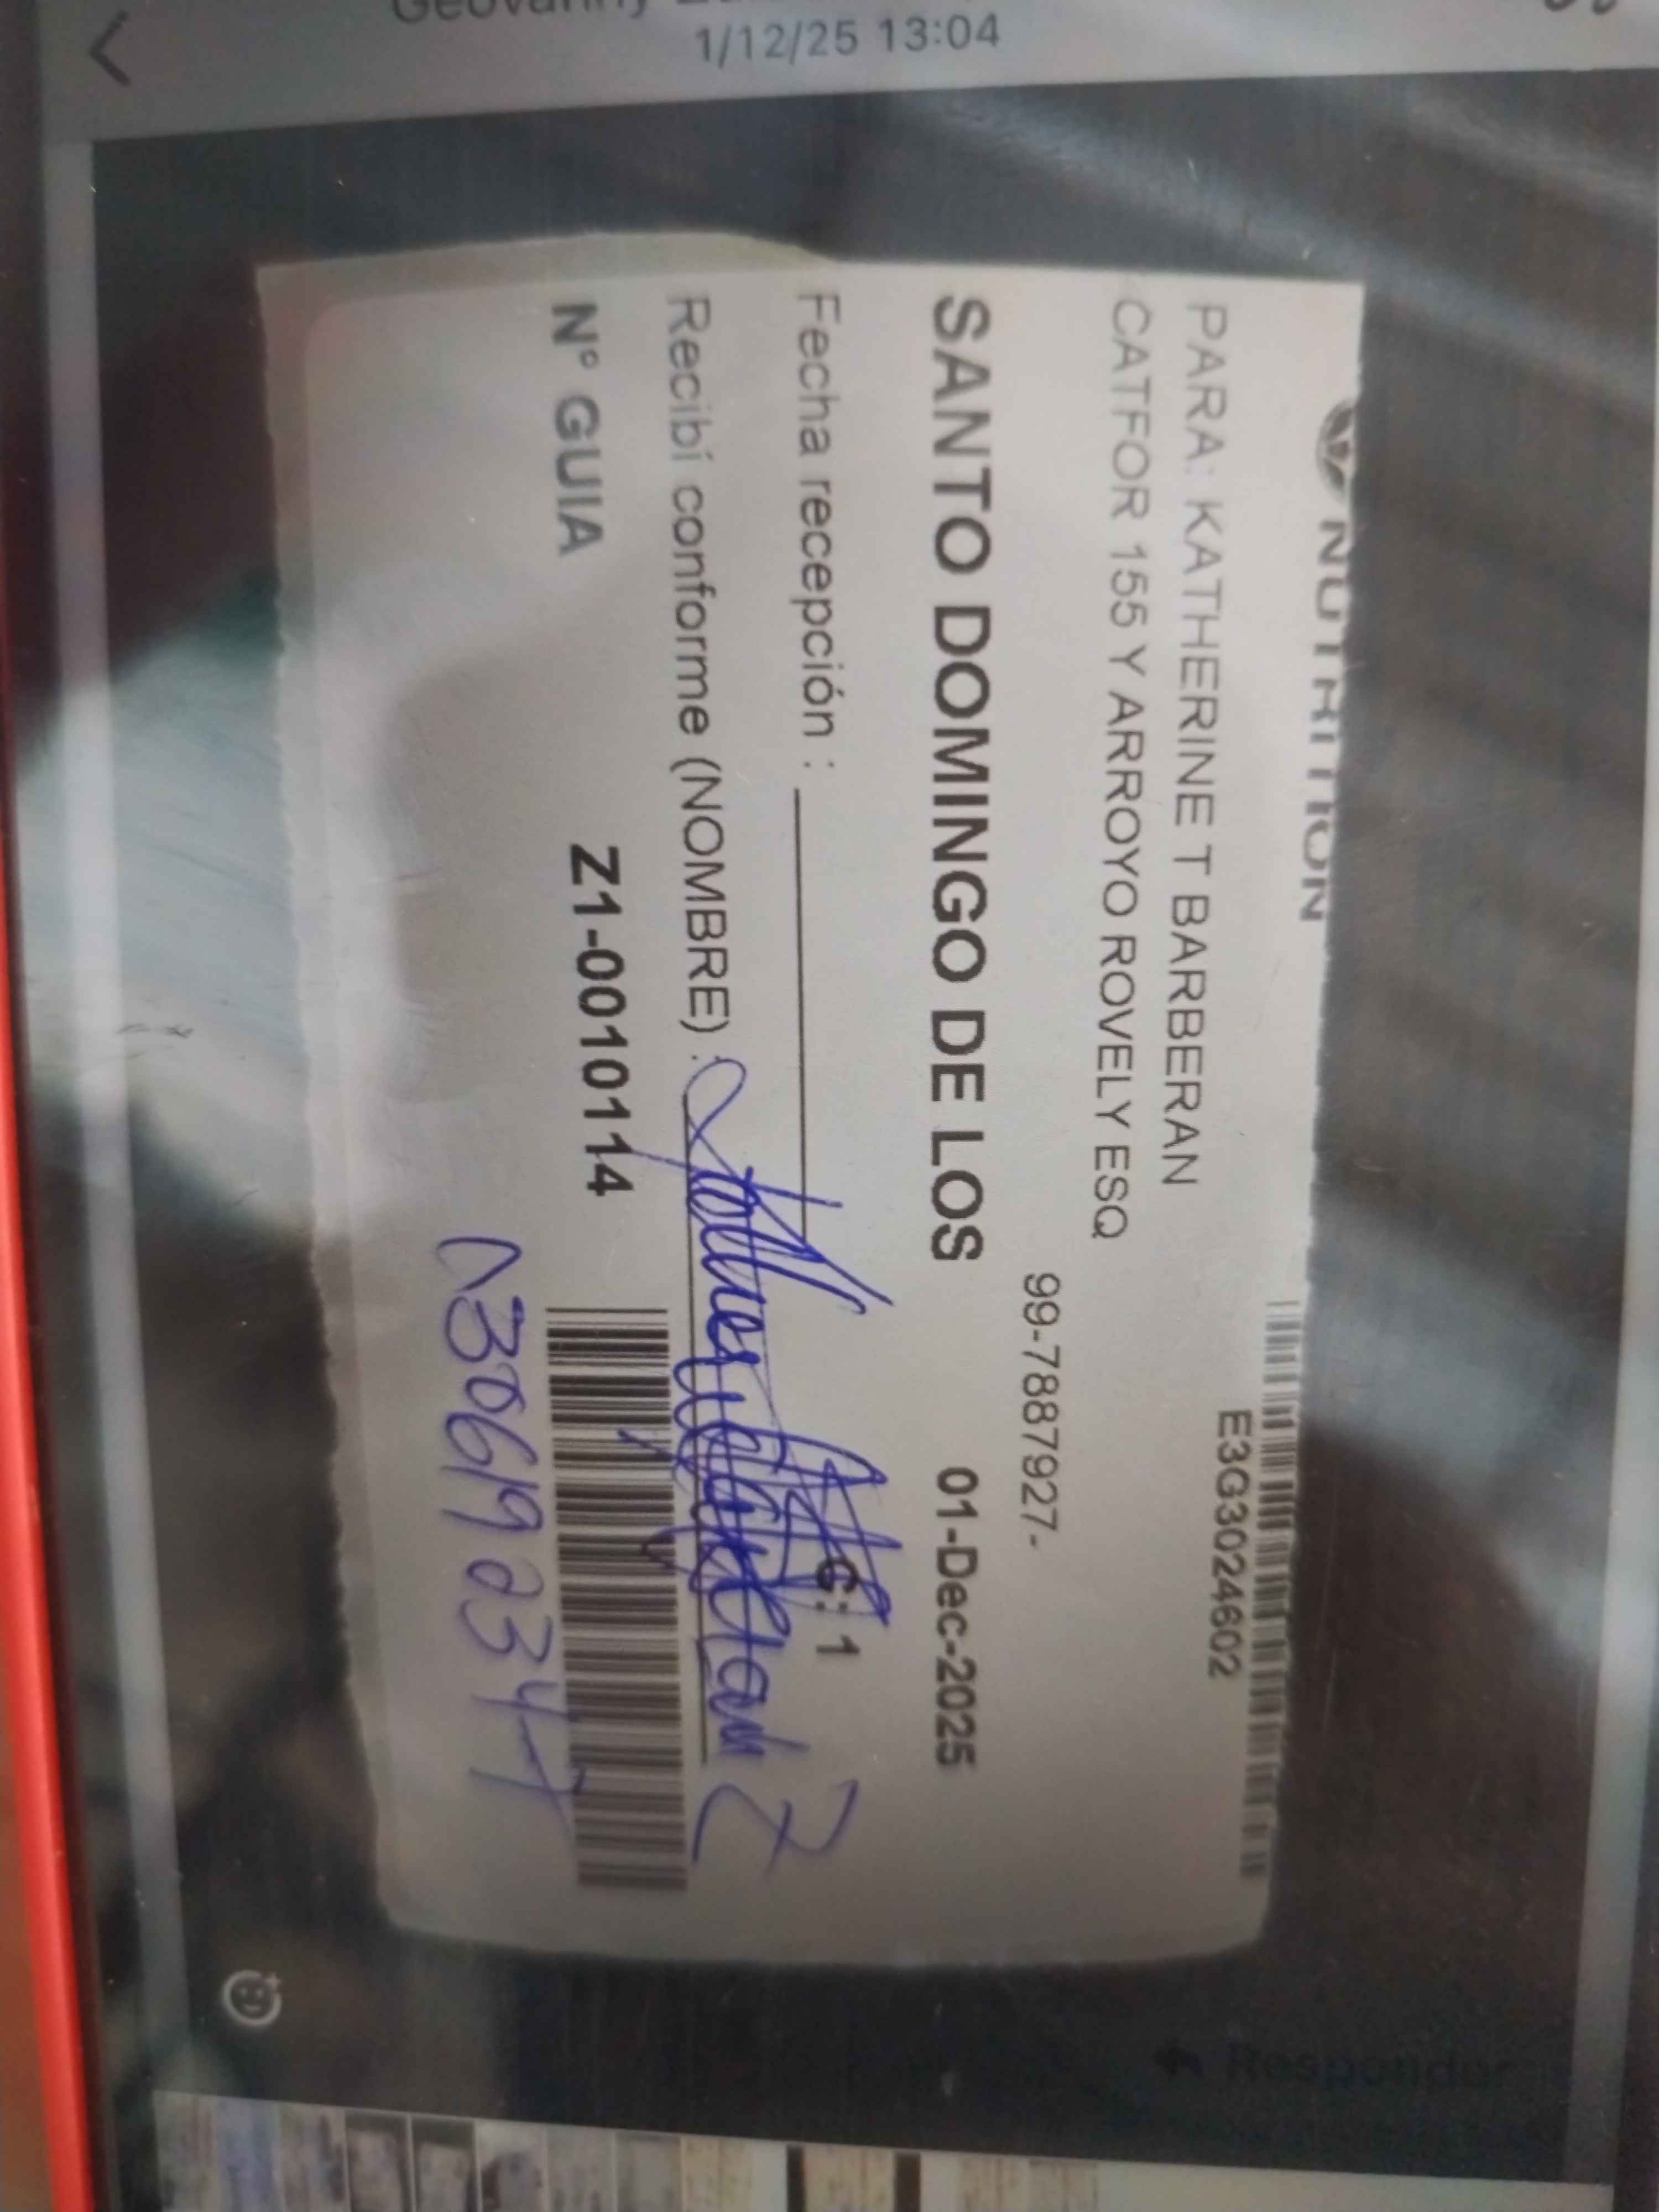 1/12/25 13:04
NUTRITION
E3G3024602
PARA: KATHERINE T BARBERAN
CATFOR 155 Y ARROYO ROVELY ESQ
99-7887927-
SANTO DOMINGO DE LOS 01-Dec-2025
Fecha recepción : C: 1
Recibí conforme (NOMBRE) :
Nº GUIA Z1-0010114
Responder